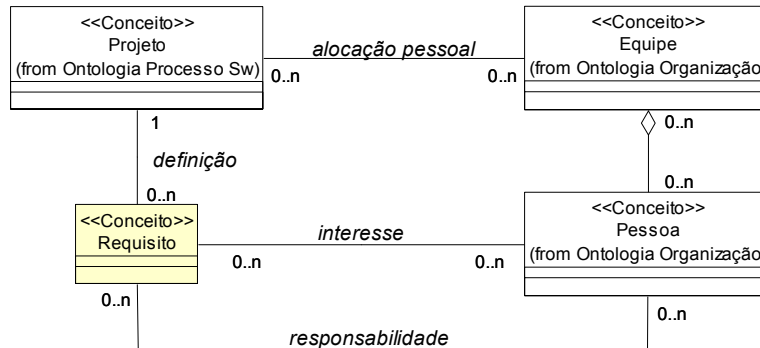 <<Conceito>>
Projeto
(from Ontologia Processo Sw)
alocação pessoal
0..n
0..n
<<Conceito>>
Equipe
(from Ontologia Organização
1
definição
0..n
0..n
0..n
<<Conceito>>
Requisito
interesse
0..n
0..n
<<Conceito>>
Pessoa
(from Ontologia Organização
0..n
responsabilidade
0..n